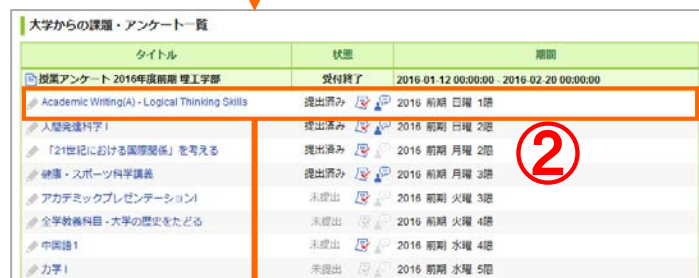 大学からの課題・アンケート一覧
タイトル 状態 期間
授業アンケート 2016年度前期 理工学部 受付終了 2016-01-12 00:00:00 - 2016-02-20 00:00:00
Academic Writing(A) - Logical Thinking Skills 提出済み 2016 前期 日曜 1限
人間発達科学 I 提出済み 2016 前期 日曜 2限
「21世紀における国際関係」を考える 提出済み 2016 前期 月曜 2限
健康・スポーツ科学講義 提出済み 2016 前期 月曜 3限
アカデミックプレゼンテーションI 未提出 2016 前期 火曜 3限
全学教養科目 - 大学の歴史をたどる 未提出 2016 前期 火曜 4限
中国語1 未提出 2016 前期 水曜 4限
力学 I 未提出 2016 前期 水曜 5限
②